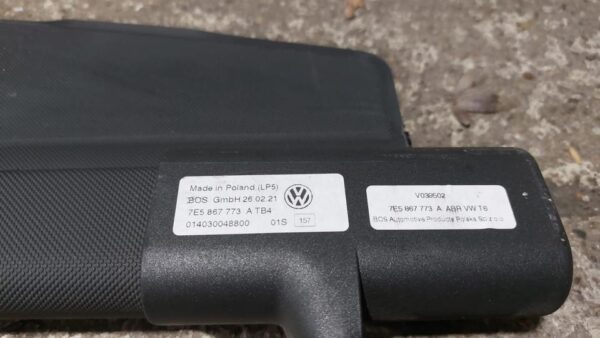 Made in Poland (LP5)
BOS GmbH 26.02.21
7E5 867 773 A TB4
014030048800 01S 157
V039502
7E5 867 773 A ABR VW T6
BOS Automotive Products Polska Sp.z o.o